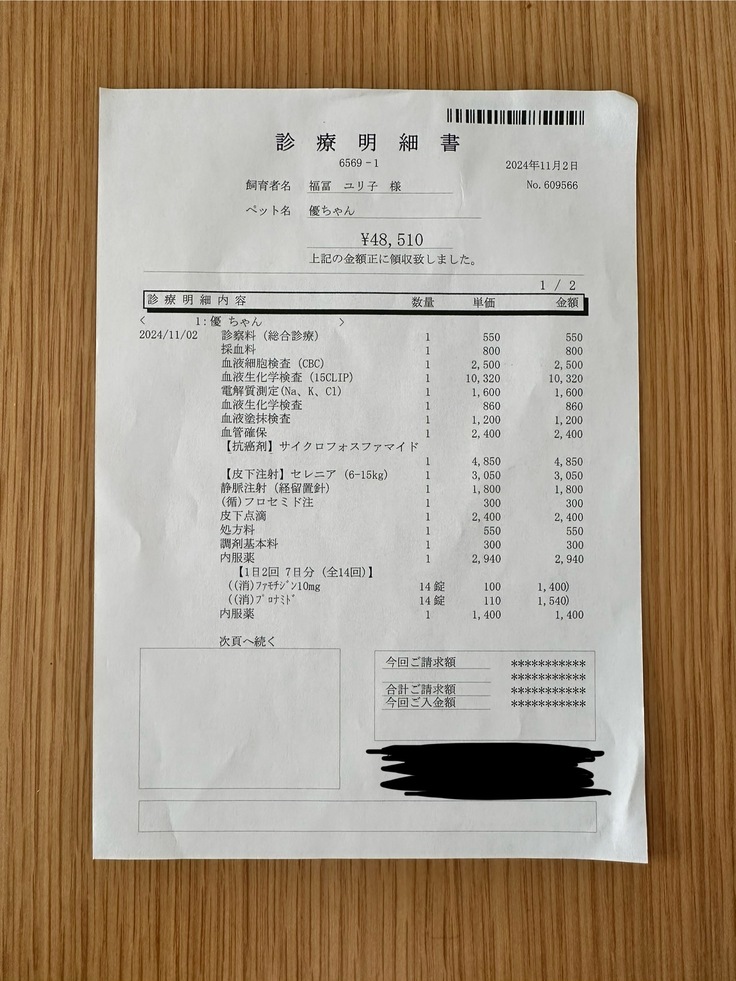 診療明細書
6569-1
2024年11月2日
飼育者名 福冨 ユリ子 様
No.609566
ペット名 優ちゃん
¥48,510
上記の金額正に領収致しました。
1 / 2
診療明細内容 数量 単価 金額
< 1:優 ちゃん >
2024/11/02 診察料(総合診療) 1 550 550
採血料 1 800 800
血液細胞検査(CBC) 1 2,500 2,500
血液生化学検査(15CLIP) 1 10,320 10,320
電解質測定(Na、K、Cl) 1 1,600 1,600
血液生化学検査 1 860 860
血液塗抹検査 1 1,200 1,200
血管確保 1 2,400 2,400
【抗癌剤】サイクロフォスファマイド
1 4,850 4,850
【皮下注射】セレニア(6-15kg) 1 3,050 3,050
静脈注射(経留置針) 1 1,800 1,800
(循)フロセミド注 1 300 300
皮下点滴 1 2,400 2,400
処方料 1 550 550
調剤基本料 1 300 300
内服薬 1 2,940 2,940
【1日2回 7日分(全14回)】
((消)ファモチジン10mg 14錠 100 1,400)
((消)プロナミド 14錠 110 1,540)
内服薬 1 1,400 1,400
次頁へ続く
今回ご請求額 ***********
***********
合計ご請求額 ***********
今回ご入金額 ***********